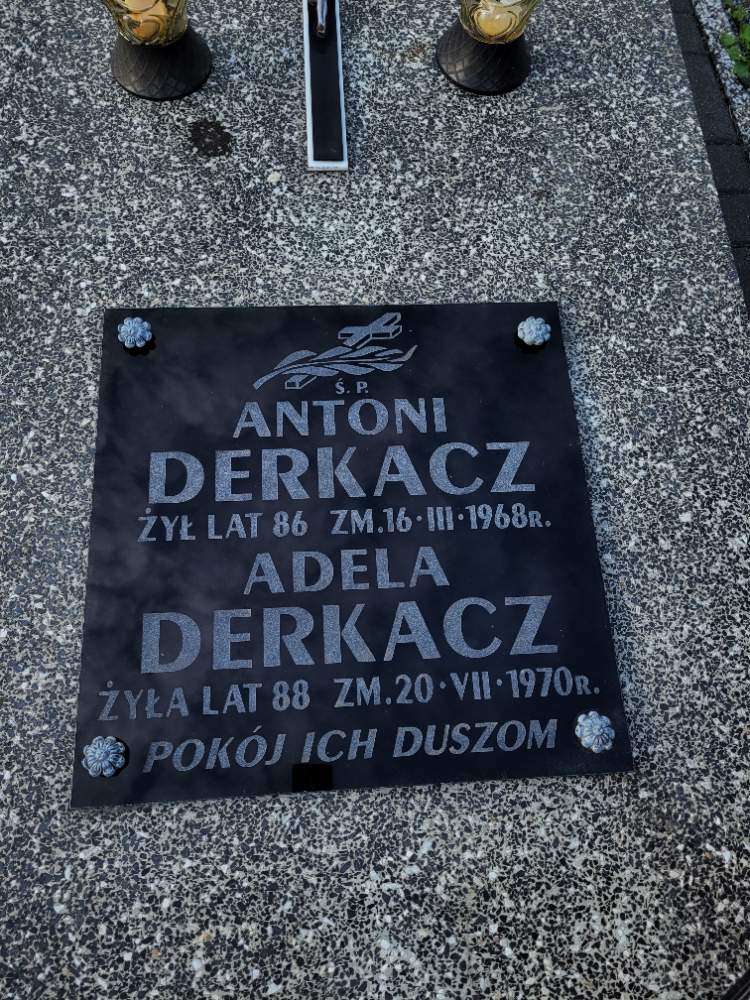 Ś. P.
ANTONI
DERKACZ
ŻYŁ LAT 86 ZM.16·III·1968R.
ADELA
DERKACZ
ŻYŁA LAT 88 ZM.20·VII·1970R.
POKÓJ ICH DUSZOM